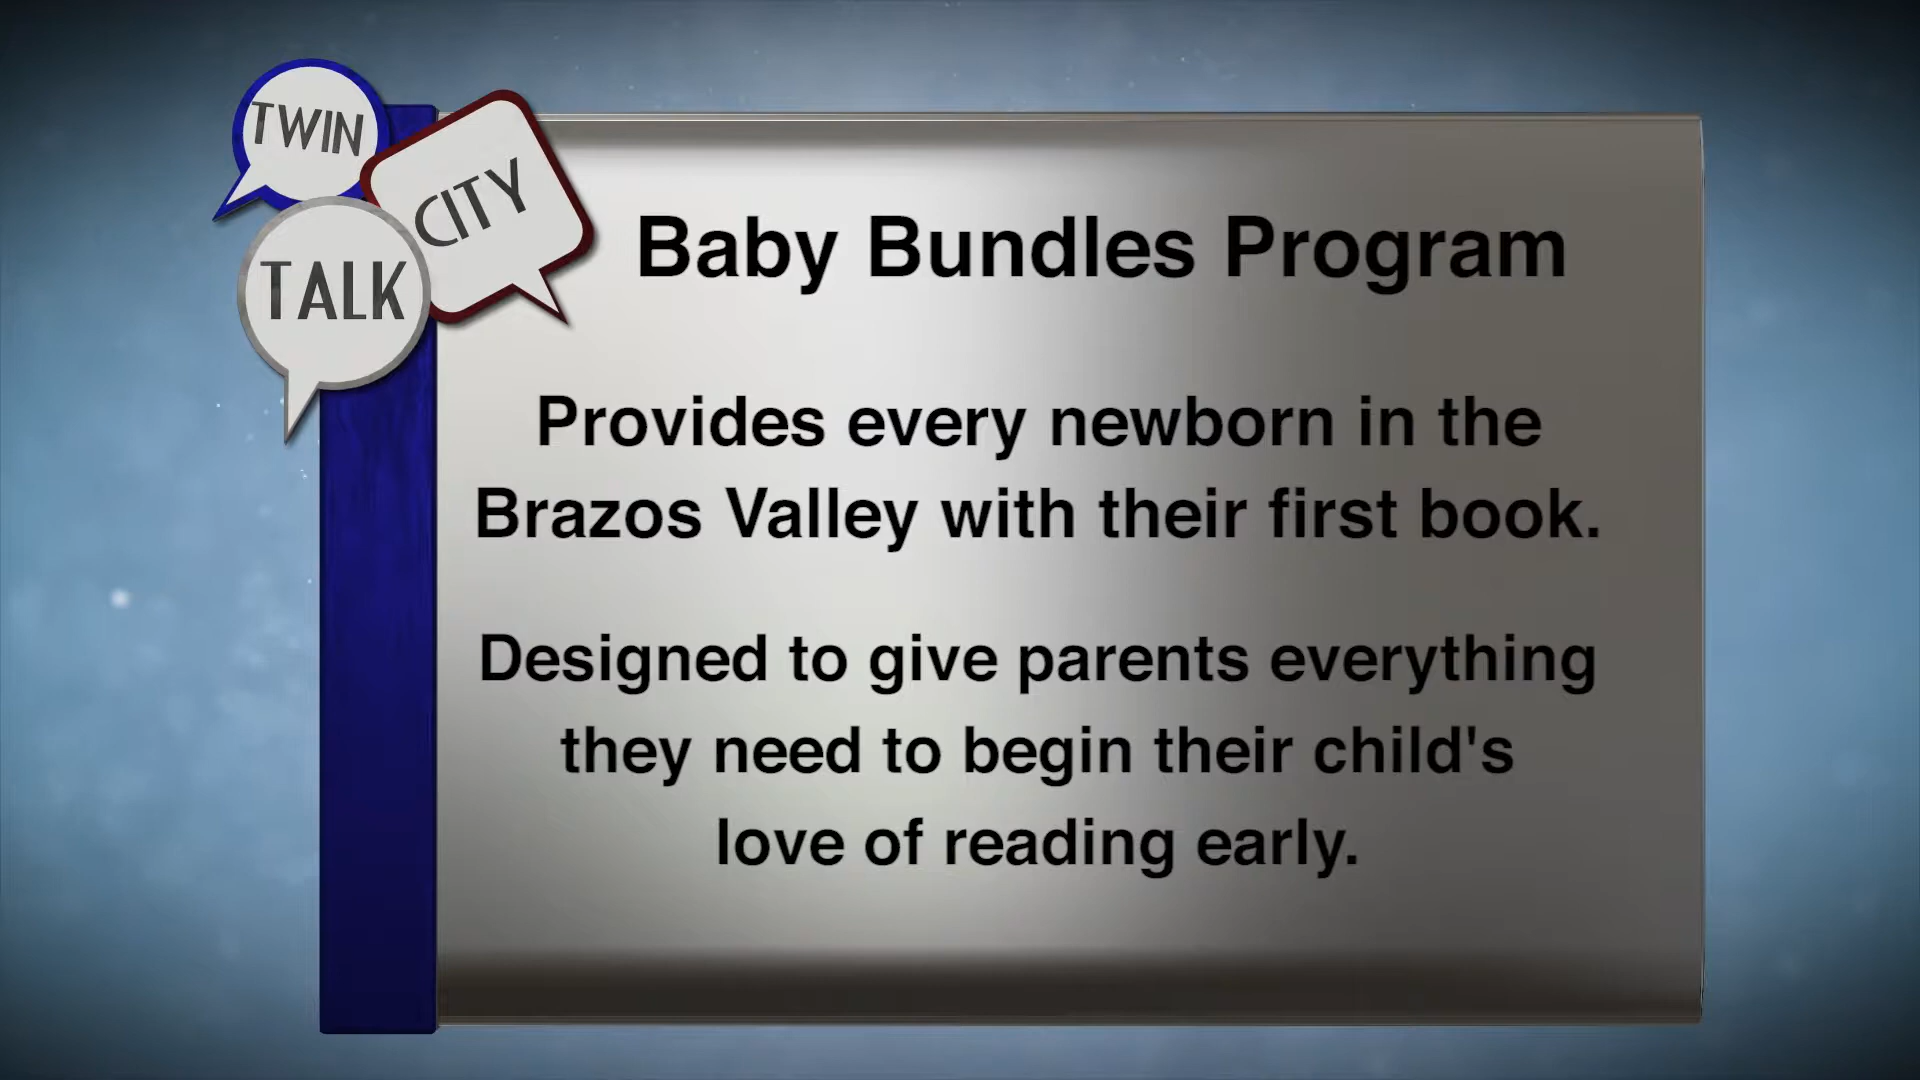 TWIN
CITY
TALK
Baby Bundles Program
Provides every newborn in the
Brazos Valley with their first book.
Designed to give parents everything
they need to begin their child's
love of reading early.